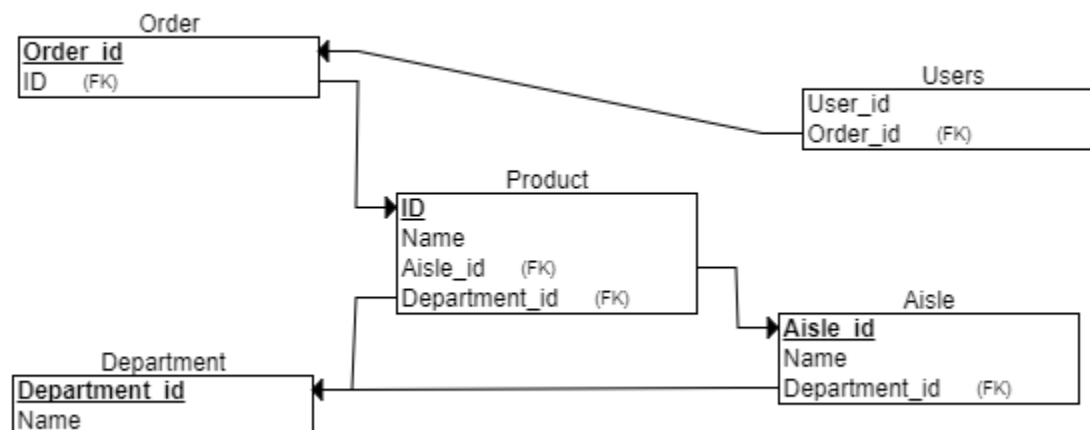 Order
Order_id
ID (FK)
Users
User_id
Order_id (FK)
Product
ID
Name
Aisle_id (FK)
Department_id (FK)
Aisle
Aisle_id
Name
Department_id (FK)
Department
Department_id
Name